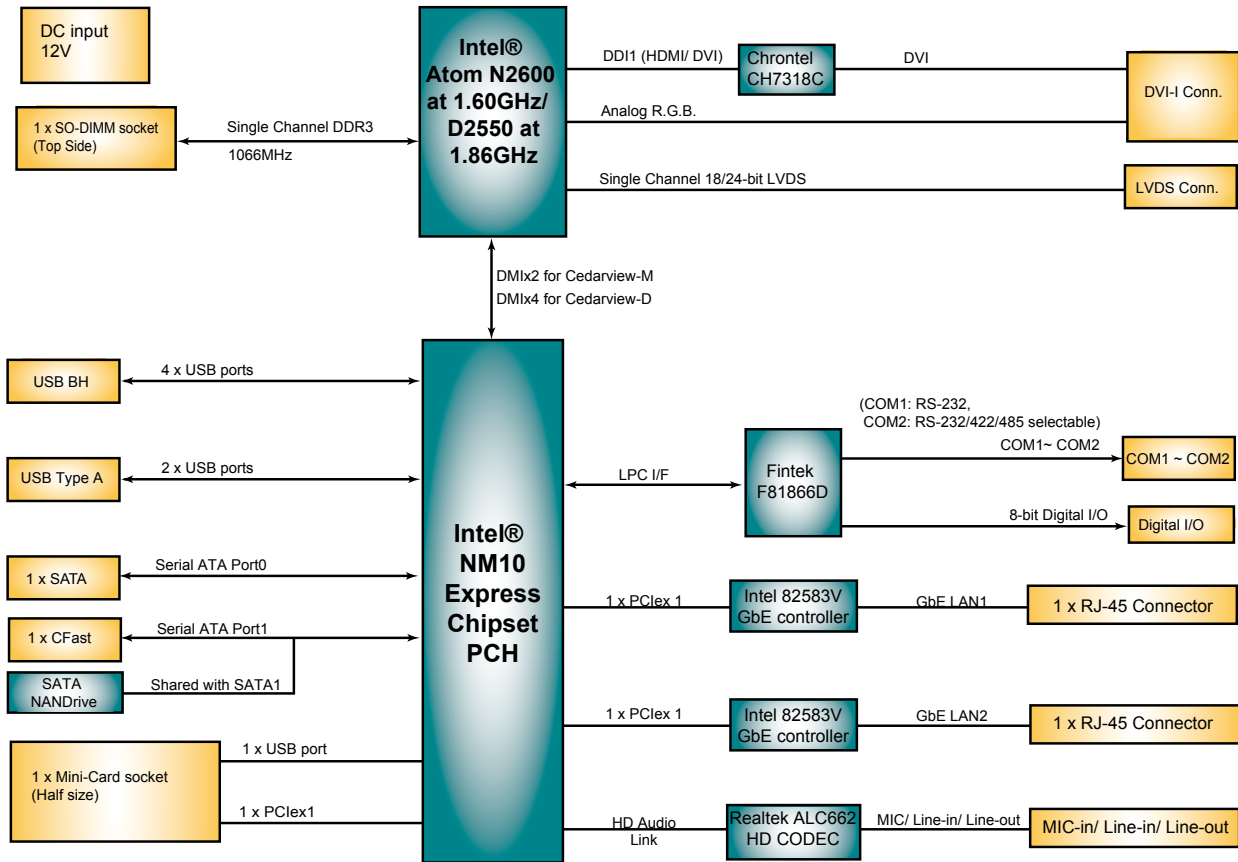 DC input
12V
Intel®
Atom N2600
at 1.60GHz/
D2550 at
1.86GHz
DDI1 (HDMI/ DVI)
Chrontel
CH7318C
DVI
DVI-I Conn.
Analog R.G.B.
1 x SO-DIMM socket
(Top Side)
Single Channel DDR3
1066MHz
Single Channel 18/24-bit LVDS
LVDS Conn.
DMIx2 for Cedarview-M
DMIx4 for Cedarview-D
USB BH
4 x USB ports
USB Type A
2 x USB ports
1 x SATA
Serial ATA Port0
1 x CFast
Serial ATA Port1
SATA
NANDrive
Shared with SATA1
1 x Mini-Card socket
(Half size)
1 x USB port
1 x PCIex1
Intel®
NM10
Express
Chipset
PCH
LPC I/F
Fintek
F81866D
(COM1: RS-232,
COM2: RS-232/422/485 selectable)
COM1~ COM2
COM1 ~ COM2
8-bit Digital I/O
Digital I/O
1 x PCIex 1
Intel 82583V
GbE controller
GbE LAN1
1 x RJ-45 Connector
1 x PCIex 1
Intel 82583V
GbE controller
GbE LAN2
1 x RJ-45 Connector
HD Audio
Link
Realtek ALC662
HD CODEC
MIC/ Line-in/ Line-out
MIC-in/ Line-in/ Line-out